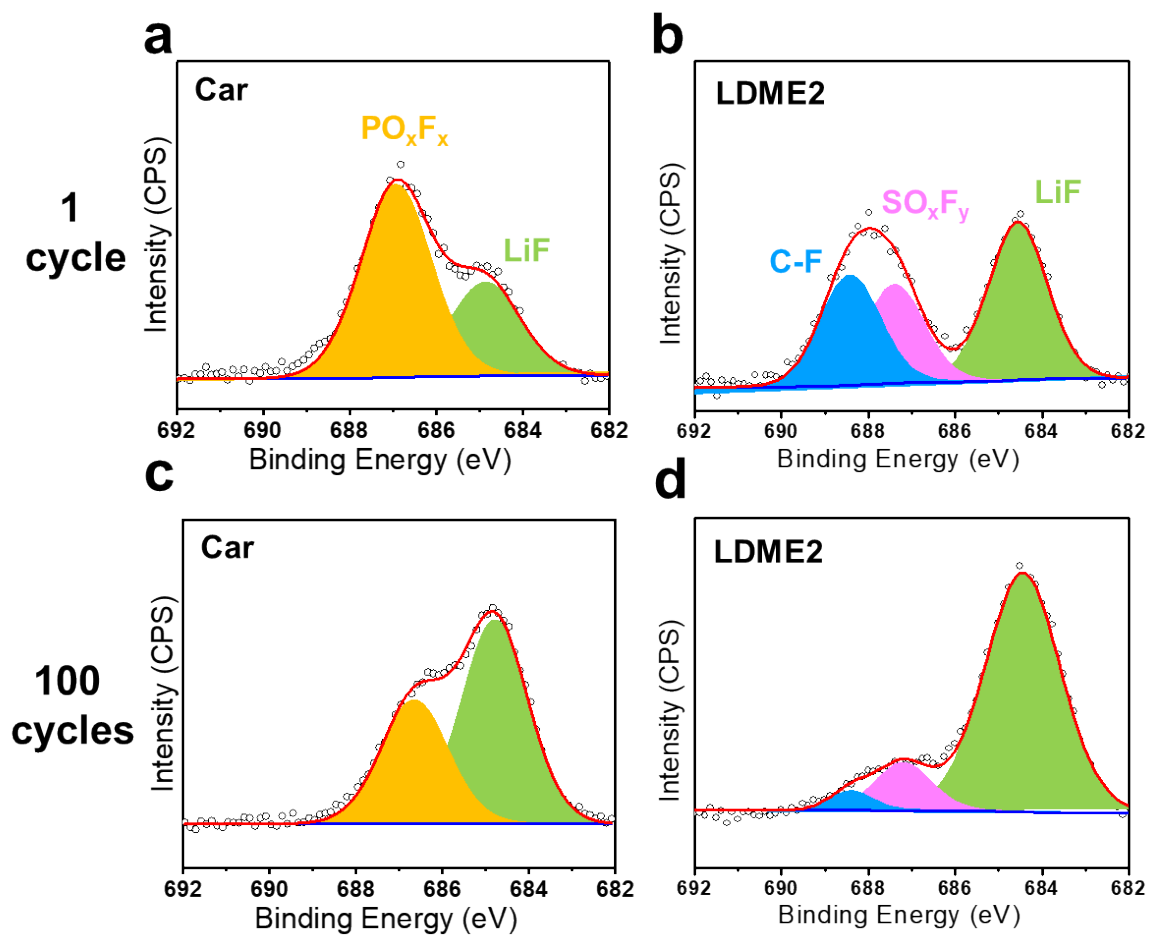 a
Car
POxFx
LiF
Intensity (CPS)
692 690 688 686 684 682
Binding Energy (eV)
b
LDME2
C-F
SOxFy
LiF
Intensity (CPS)
692 690 688 686 684 682
Binding Energy (eV)
1
cycle
c
Car
Intensity (CPS)
692 690 688 686 684 682
Binding Energy (eV)
d
LDME2
Intensity (CPS)
692 690 688 686 684 682
Binding Energy (eV)
100
cycles